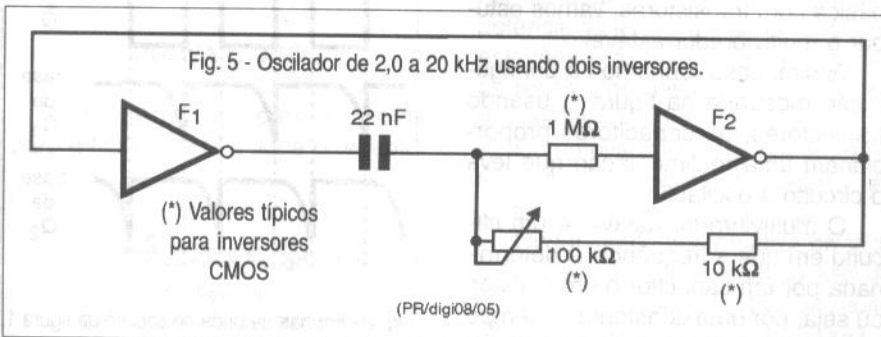 Fig. 5 - Oscilador de 2,0 a 20 kHz usando dois inversores.
F1
22 nF
(*)
1 MΩ
F2
(*) Valores típicos
para inversores
CMOS
100 kΩ
(*)
10 kΩ
(*)
(PR/digi08/05)